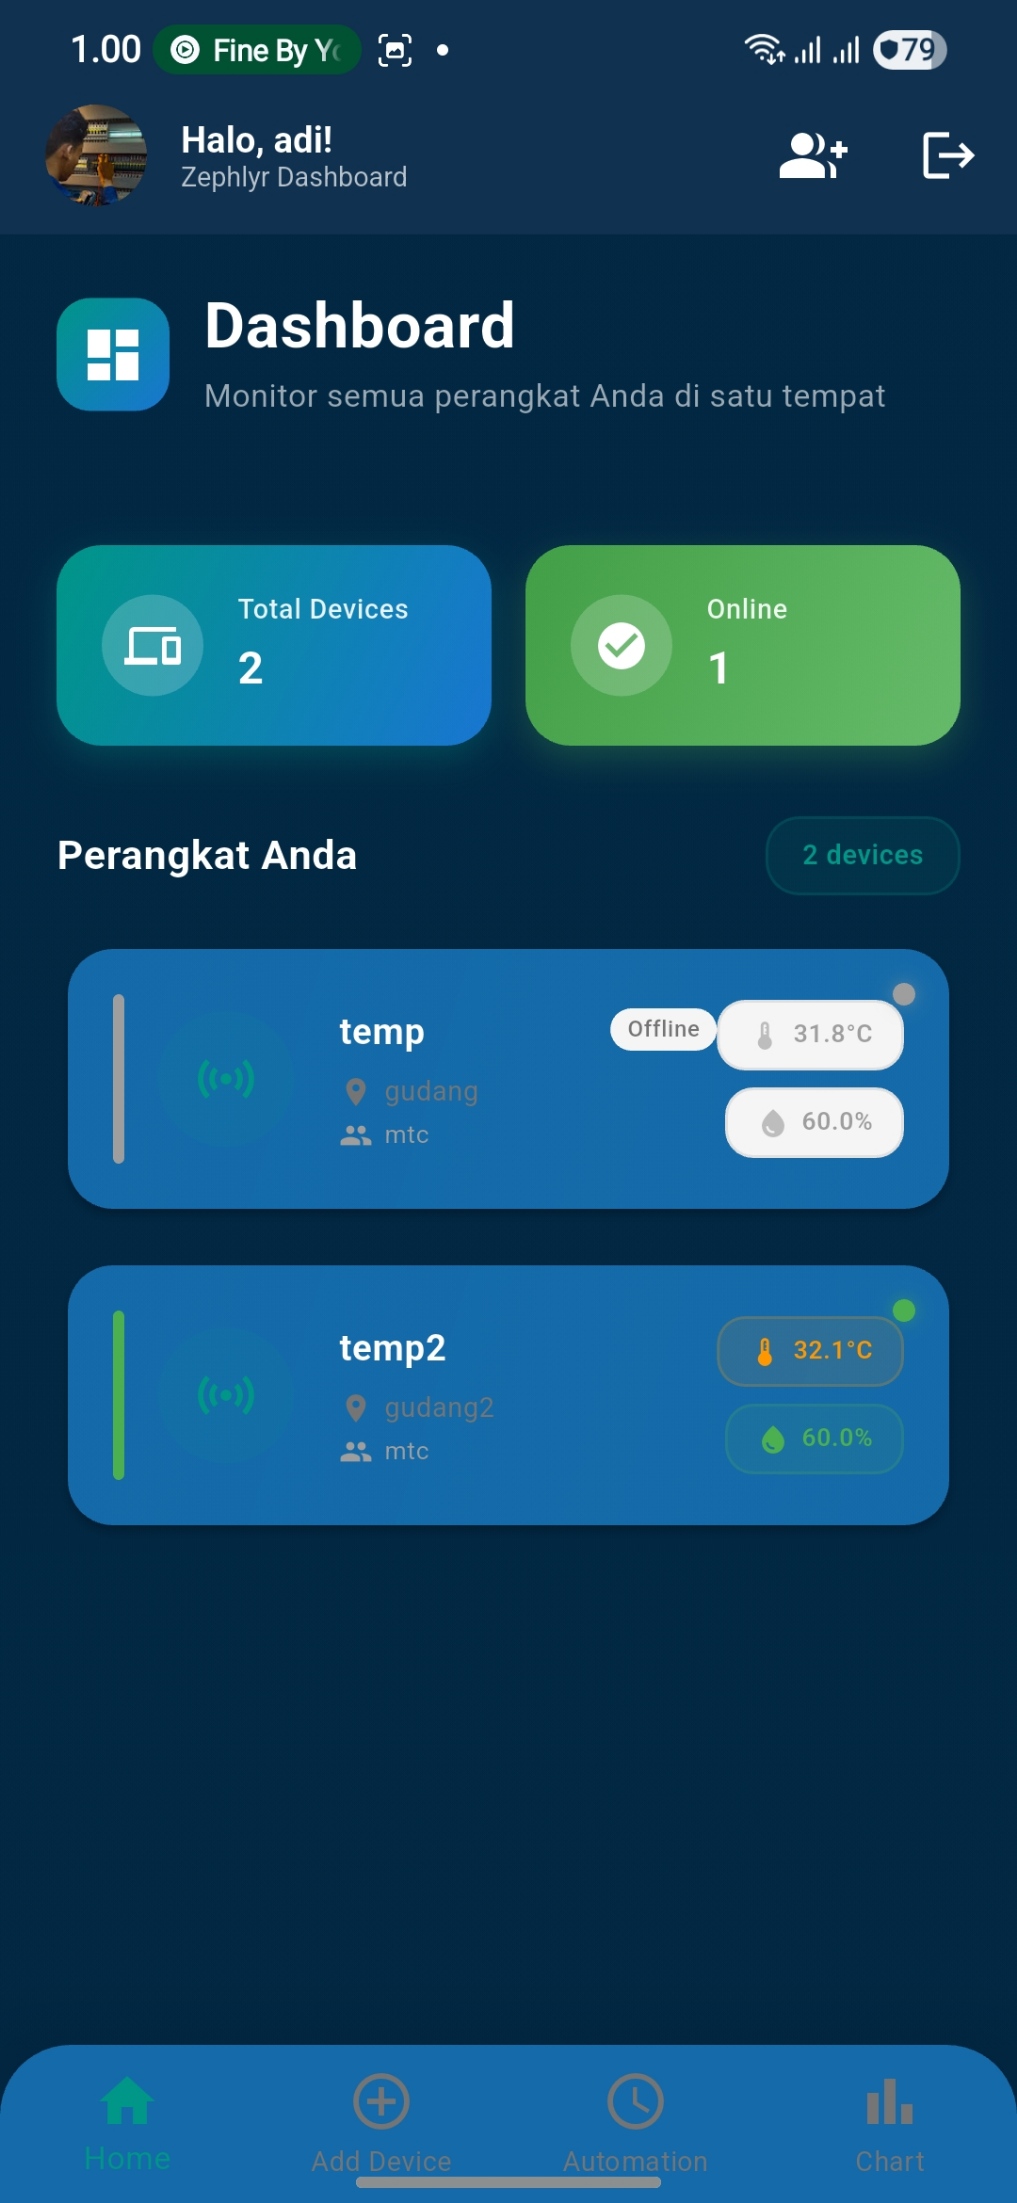 1.00 Fine By Yo 79
Halo, adi!
Zephlyr Dashboard
Dashboard
Monitor semua perangkat Anda di satu tempat
Total Devices
2
Online
1
Perangkat Anda
2 devices
temp
Offline
31.8°C
gudang
60.0%
mtc
temp2
32.1°C
gudang2
60.0%
mtc
Home Add Device Automation Chart